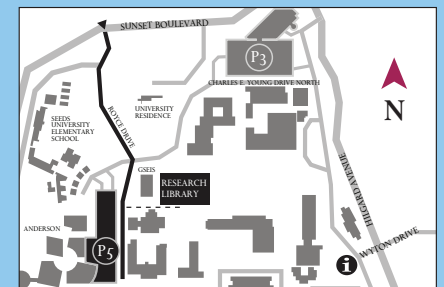 SUNSET BOULEVARD
P3
CHARLES E. YOUNG DRIVE NORTH
N
ROYCE DRIVE
UNIVERSITY
RESIDENCE
SEEDS
UNIVERSITY
ELEMENTARY
SCHOOL
GSEIS
RESEARCH
LIBRARY
HILGARD AVENUE
ANDERSON
P5
WYTON DRIVE
i